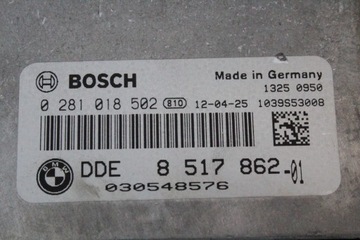 BOSCH
Made in Germany
1325 0950
0 281 018 502 810 12-04-25 1039S53008
BMW
DDE 8 517 862-01
030548576